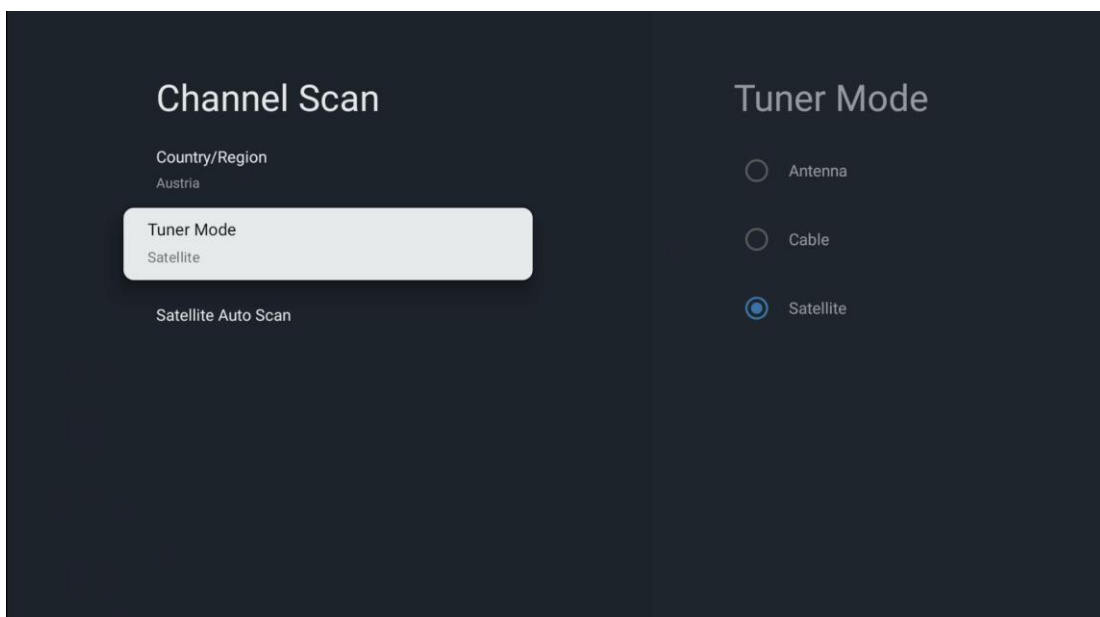 Channel Scan
Country/Region
Austria
Tuner Mode
Satellite
Satellite Auto Scan
Tuner Mode
Antenna
Cable
Satellite